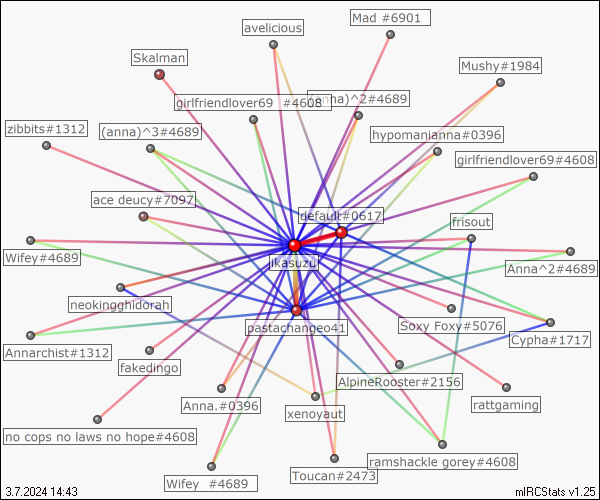 Mad #6901
avelicious
Skalman
Mushy#1984
girlfriendlover69  #4608
(anna)^2#4689
zibbits#1312
(anna)^3#4689
hypomanianna#0396
girlfriendlover69#4608
ace deucy#7097
default#0617
frisout
Wifey#4689
ikasuzu
Anna^2#4689
neokingghidorah
pastachangeo41
Soxy Foxy#5076
Cypha#1717
Annarchist#1312
fakedingo
AlpineRooster#2156
Anna.#0396
xenoyaut
rattgaming
no cops no laws no hope#4608
ramshackle gorey#4608
Toucan#2473
Wifey  #4689
3.7.2024 14:43
mIRCStats v1.25